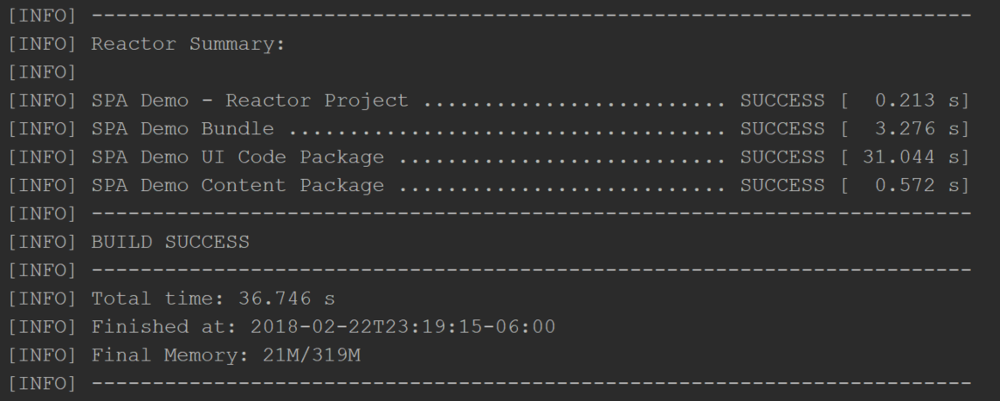 [INFO] ------------------------------------------------------------------------
[INFO] Reactor Summary:
[INFO]
[INFO] SPA Demo - Reactor Project ......................... SUCCESS [  0.213 s]
[INFO] SPA Demo Bundle .................................... SUCCESS [  3.276 s]
[INFO] SPA Demo UI Code Package ........................... SUCCESS [ 31.044 s]
[INFO] SPA Demo Content Package ........................... SUCCESS [  0.572 s]
[INFO] ------------------------------------------------------------------------
[INFO] BUILD SUCCESS
[INFO] ------------------------------------------------------------------------
[INFO] Total time: 36.746 s
[INFO] Finished at: 2018-02-22T23:19:15-06:00
[INFO] Final Memory: 21M/319M
[INFO] ------------------------------------------------------------------------